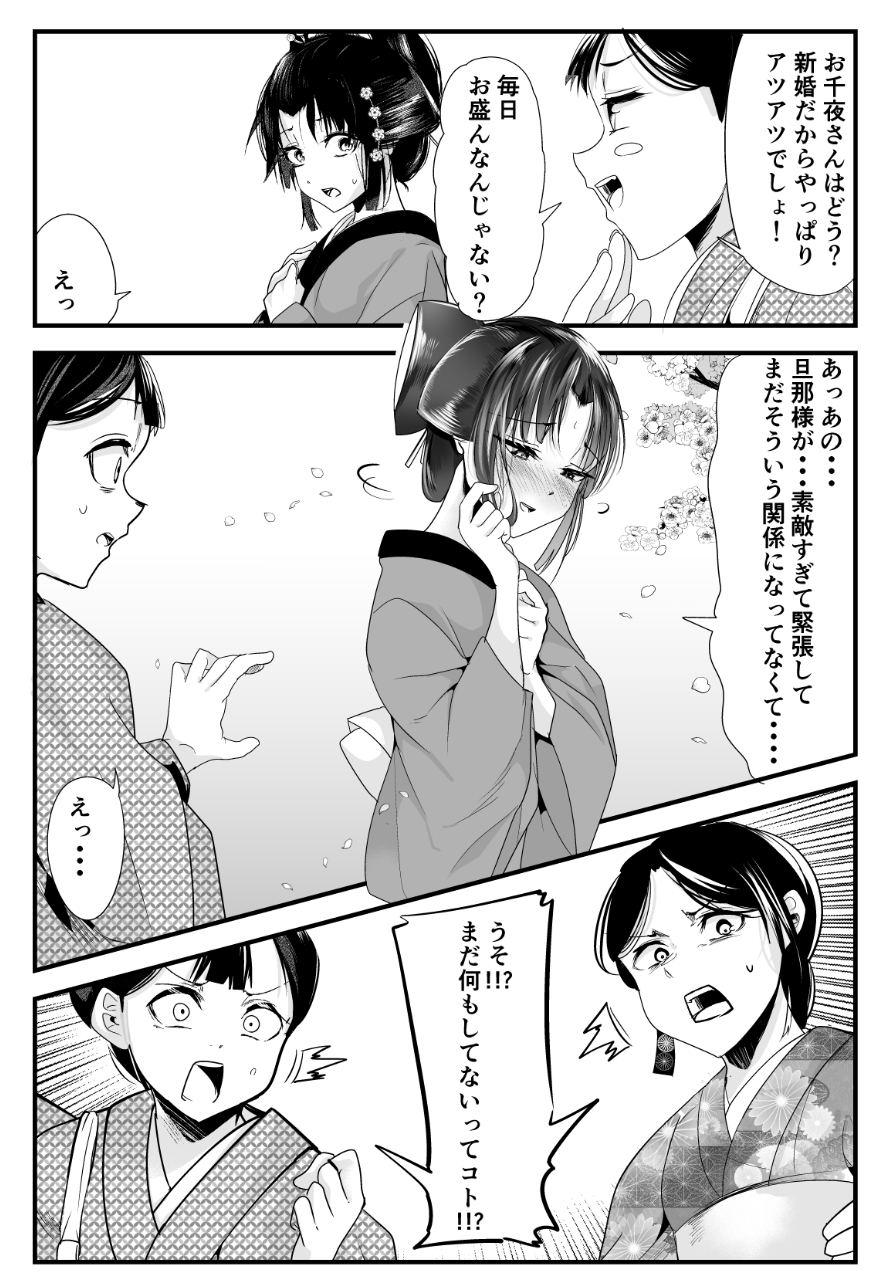 お千夜さんはどう？
新婚だからやっぱり
アツアツでしょ！
毎日
お盛んなんじゃない？
えっ
あっあの・・・
旦那様が・・・素敵すぎて緊張して
まだそういう関係になってなくて・・・・
えっ・・・
うそ!!?
まだ何もしてないってコト!!?